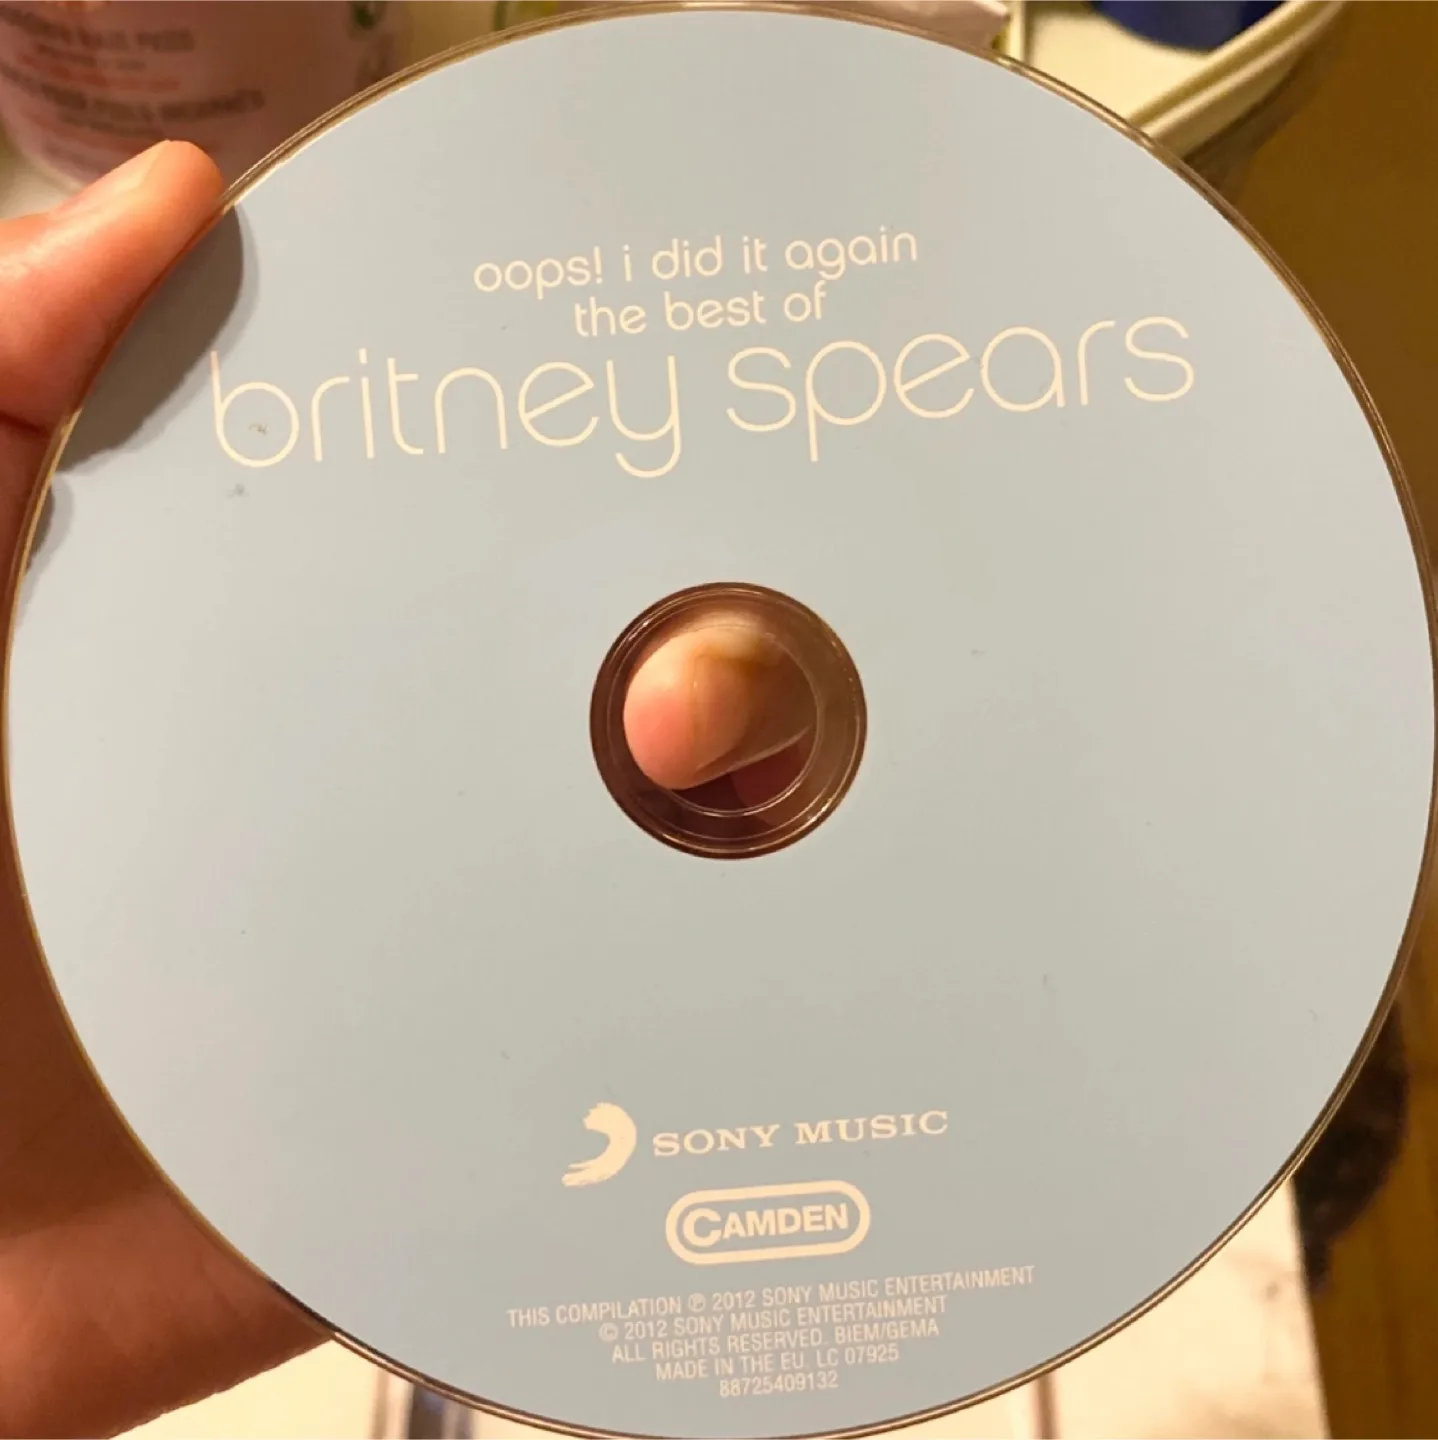 oops! i did it again
the best of
britney spears
SONY MUSIC
CAMDEN
THIS COMPILATION ℗ 2012 SONY MUSIC ENTERTAINMENT
© 2012 SONY MUSIC ENTERTAINMENT
ALL RIGHTS RESERVED. BIEM/GEMA
MADE IN THE EU. LC 07925
88725409132